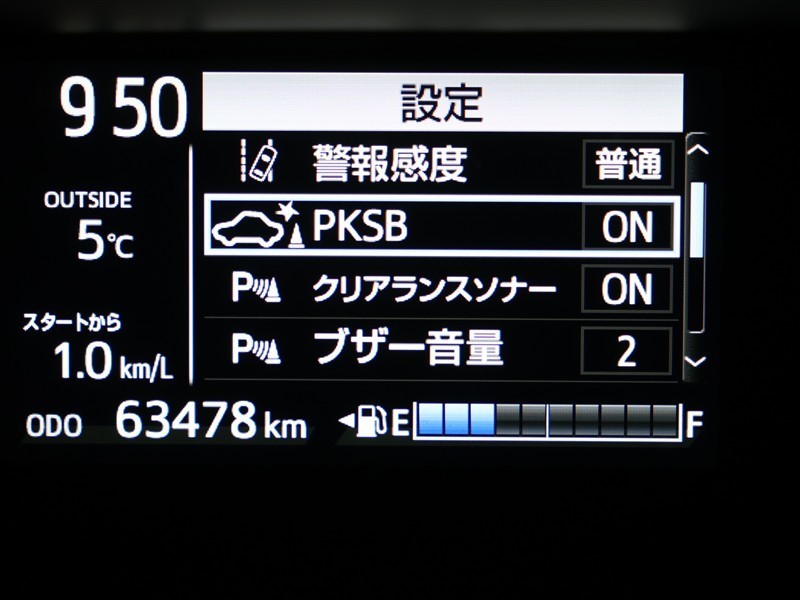 9 50
設定
警報感度 普通
OUTSIDE
5℃
PKSB ON
P クリアランスソナー ON
スタートから
1.0 km/L
P ブザー音量 2
ODO 63478 km
E F